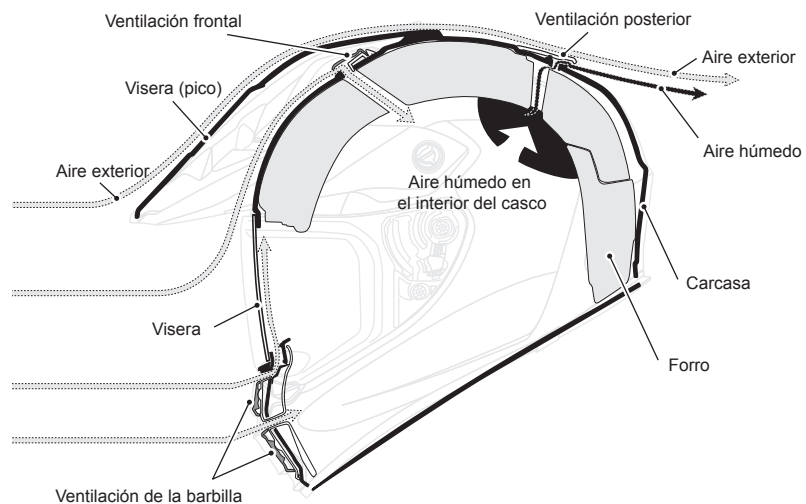 Ventilación frontal
Ventilación posterior
Aire exterior
Visera (pico)
Aire húmedo
Aire exterior
Aire húmedo en
el interior del casco
Carcasa
Visera
Forro
Ventilación de la barbilla